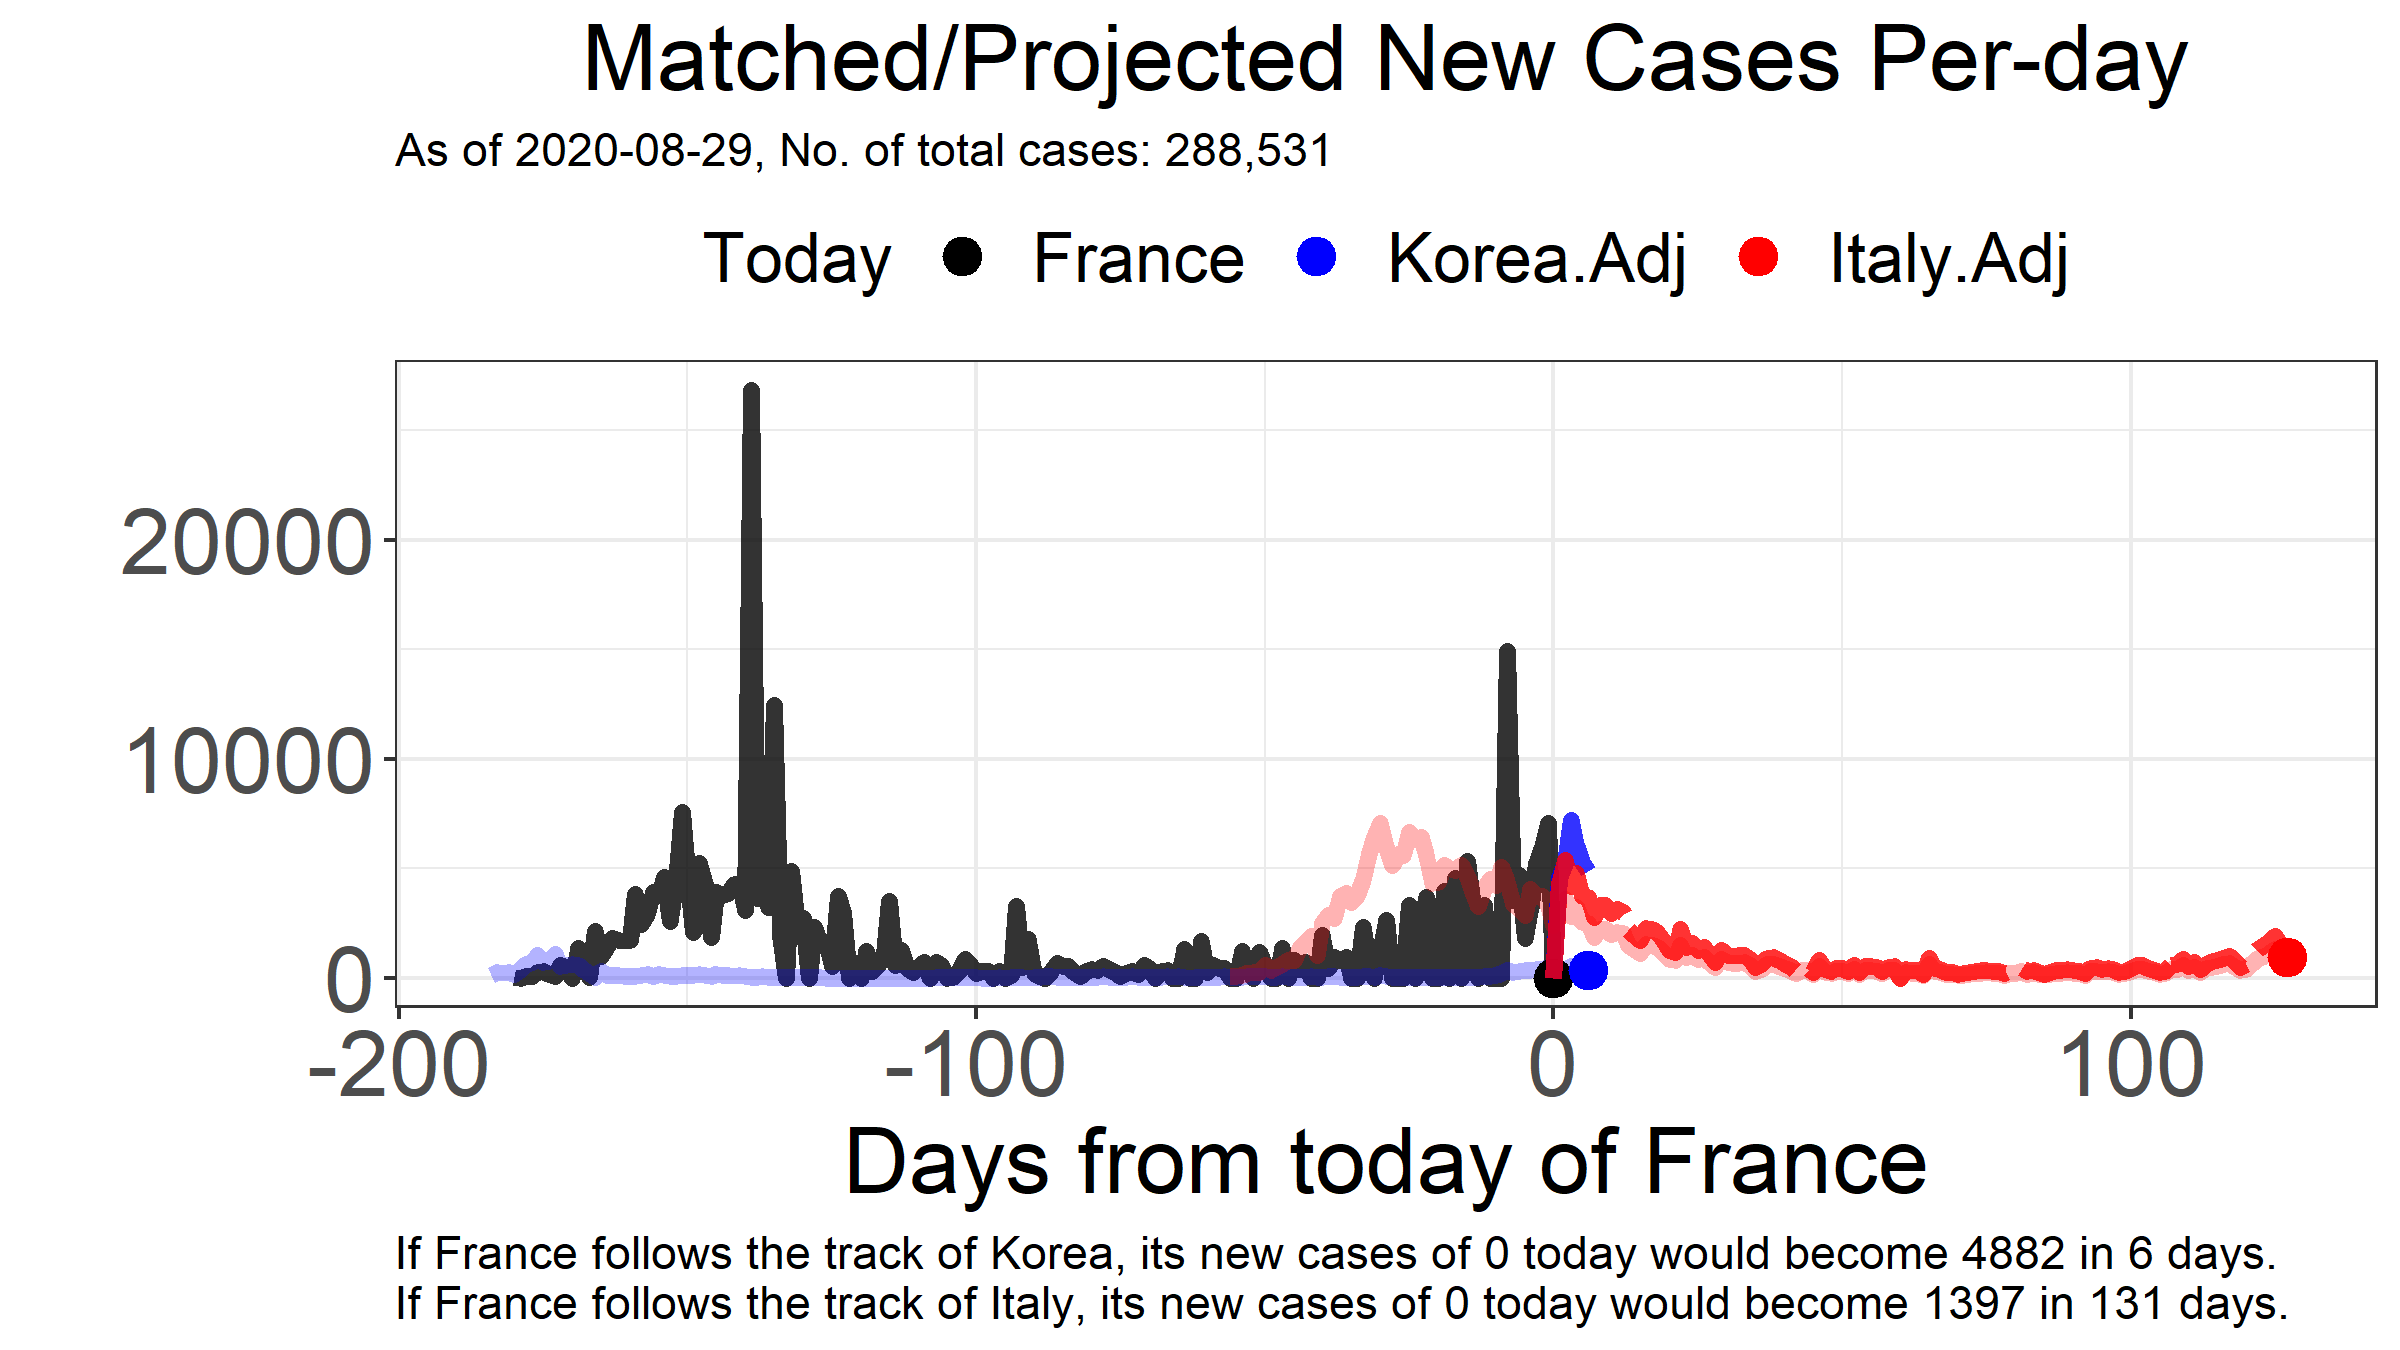 Matched/Projected New Cases Per-day
As of 2020-08-29, No. of total cases: 288,531
Today France Korea.Adj Italy.Adj
20000
10000
0
-200 -100 0 100
Days from today of France
If France follows the track of Korea, its new cases of 0 today would become 4882 in 6 days.
If France follows the track of Italy, its new cases of 0 today would become 1397 in 131 days.